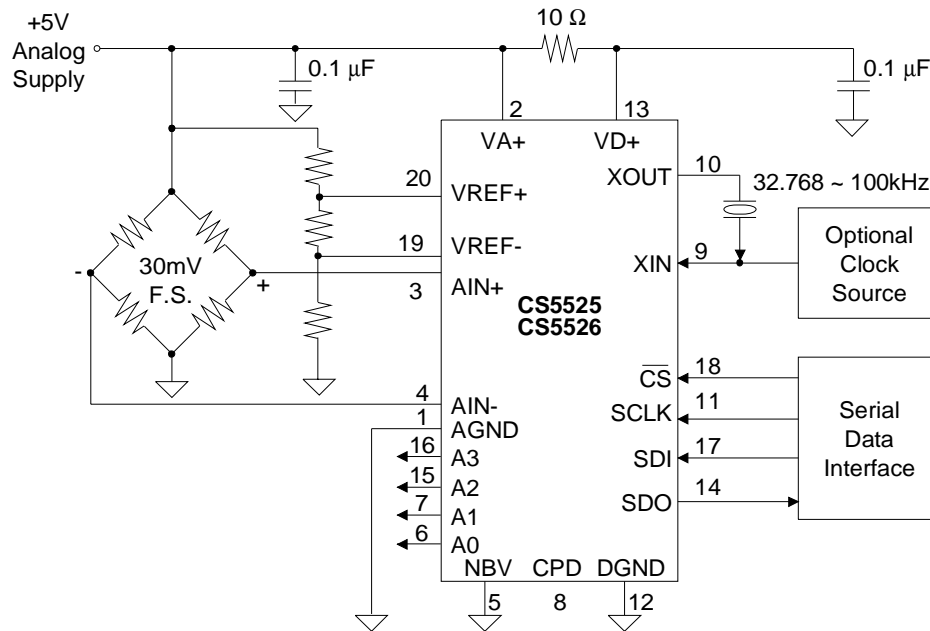 +5V
Analog
Supply
10 Ω
0.1 µF
0.1 µF
2
13
VA+
VD+
20
VREF+
19
VREF-
3
AIN+
-
30mV
F.S.
+
CS5525
CS5526
XOUT
10
32.768 ~ 100kHz
XIN
9
Optional
Clock
Source
4
AIN-
1
AGND
16
A3
15
A2
7
A1
6
A0
CS
18
SCLK
11
SDI
17
SDO
14
Serial
Data
Interface
NBV
CPD
DGND
5
8
12